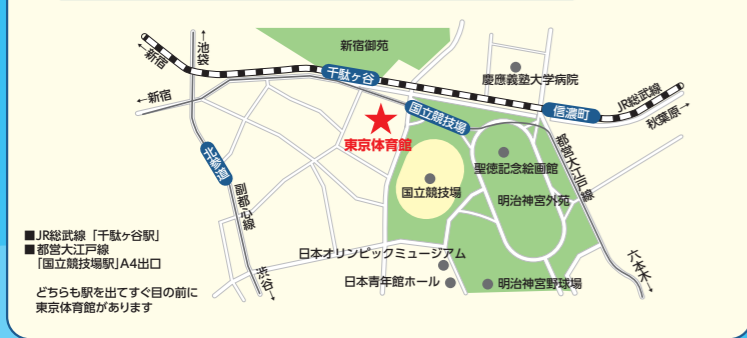 ←新宿
←池袋
新宿御苑
千駄ヶ谷
慶應義塾大学病院
←新宿
国立競技場
信濃町
JR総武線
秋葉原→
東京体育館
北参道
副都心線
国立競技場
聖徳記念絵画館
都営大江戸線
明治神宮外苑
■JR総武線「千駄ヶ谷駅」
■都営大江戸線
「国立競技場駅」A4出口
どちらも駅を出てすぐ目の前に
東京体育館があります
渋谷→
日本オリンピックミュージアム
日本青年館ホール
明治神宮野球場
六本木→